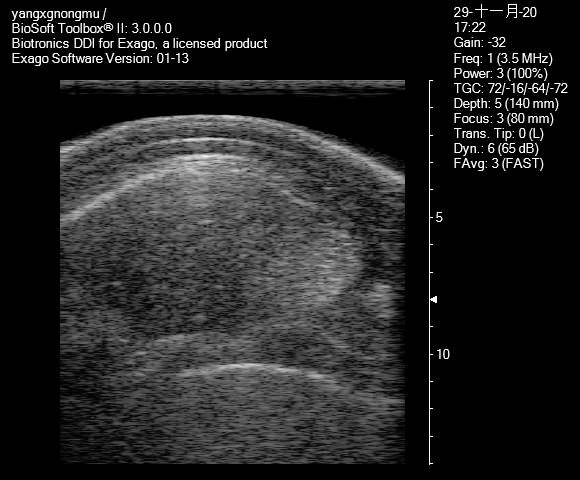 yangxgnongmu /
BioSoft Toolbox® II: 3.0.0.0
Biotronics DDI for Exago, a licensed product
Exago Software Version: 01-13
29-十一月-20
17:22
Gain: -32
Freq: 1 (3.5 MHz)
Power: 3 (100%)
TGC: 72/-16/-64/-72
Depth: 5 (140 mm)
Focus: 3 (80 mm)
Trans. Tip: 0 (L)
Dyn.: 6 (65 dB)
FAvg: 3 (FAST)
5
10